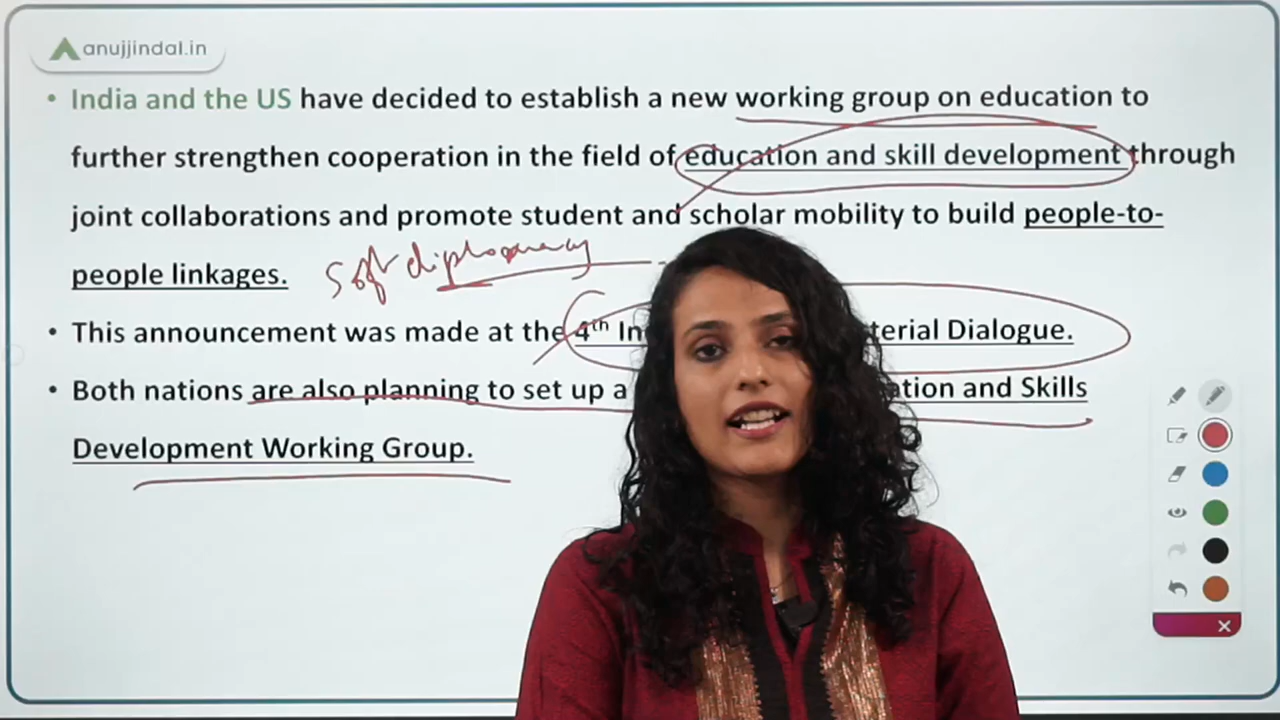 anujjindal.in
• India and the US have decided to establish a new working group on education to
further strengthen cooperation in the field of education and skill development through
joint collaborations and promote student and scholar mobility to build people-to-
people linkages. Soft diplomacy
• This announcement was made at the 4th In terial Dialogue.
• Both nations are also planning to set up a ation and Skills
Development Working Group.